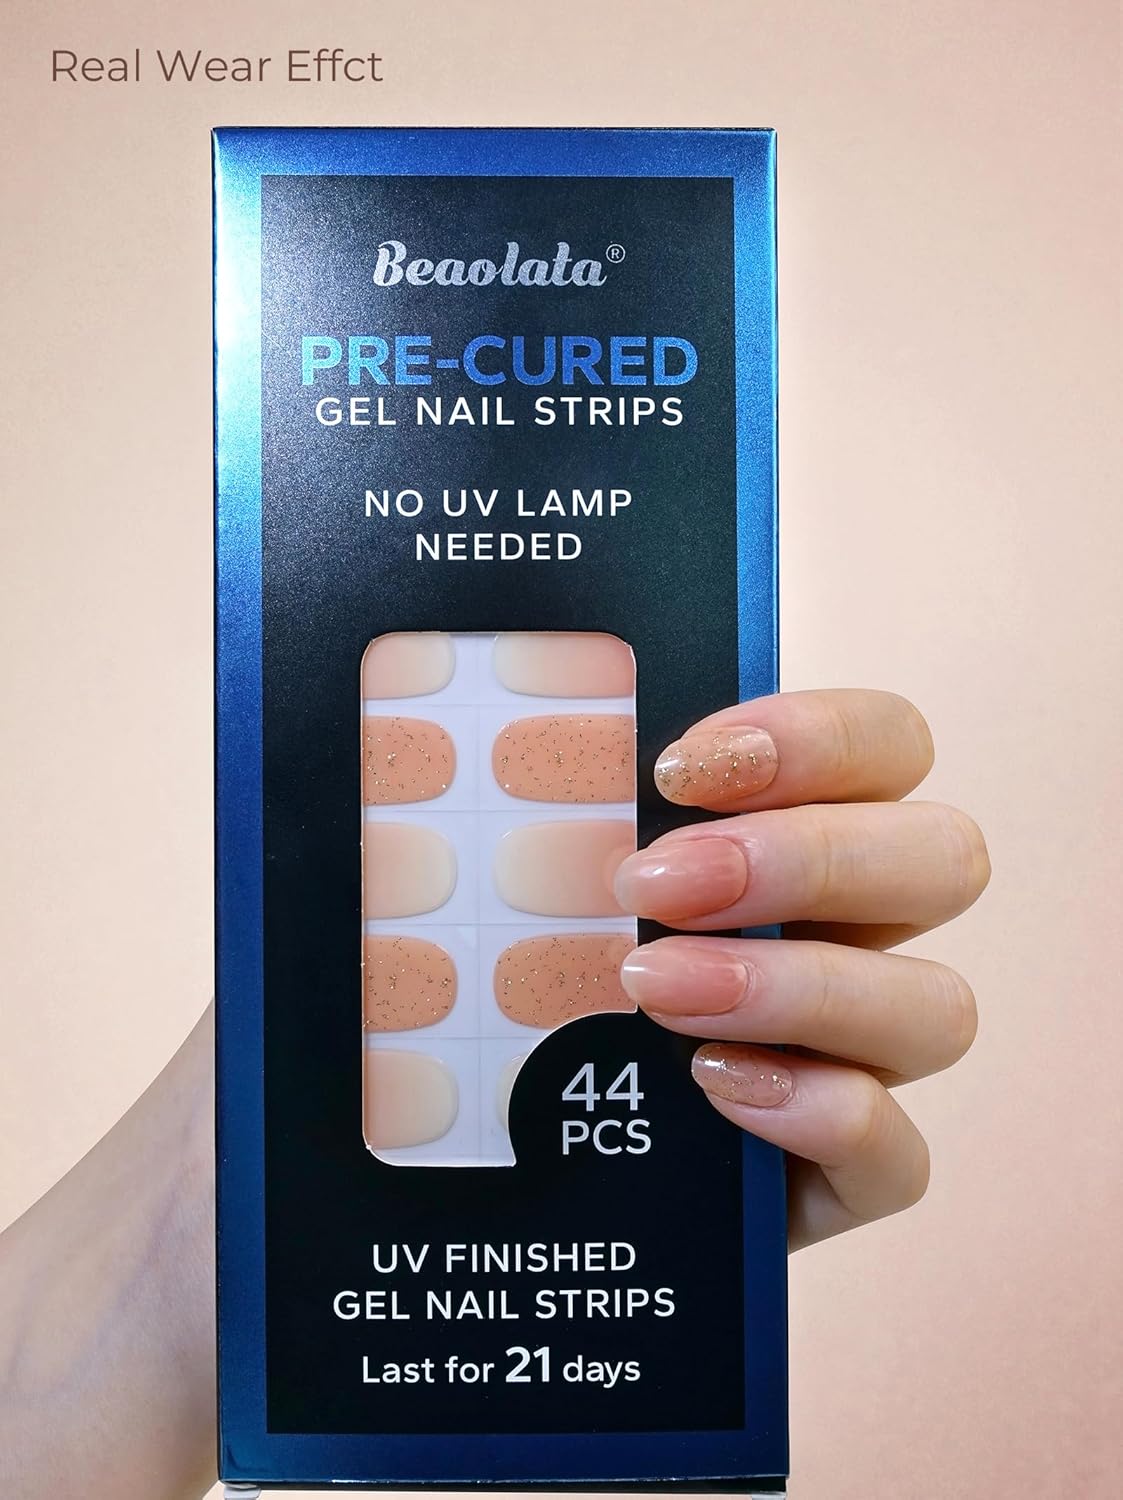 Real Wear Effct
Beaolata®
PRE-CURED
GEL NAIL STRIPS
NO UV LAMP
NEEDED
44
PCS
UV FINISHED
GEL NAIL STRIPS
Last for 21 days